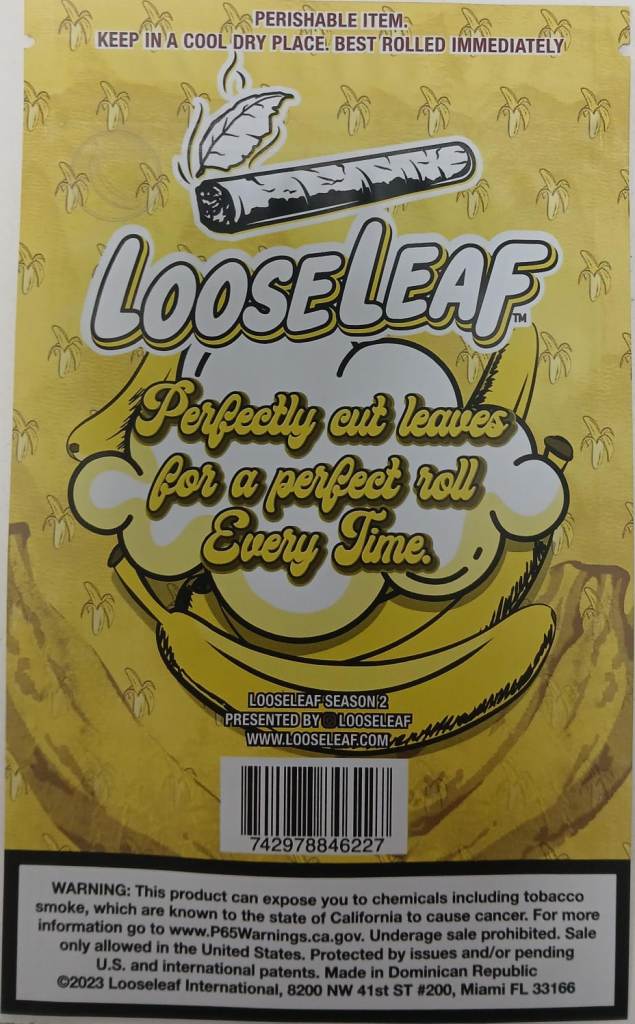 PERISHABLE ITEM.
KEEP IN A COOL DRY PLACE. BEST ROLLED IMMEDIATELY
LOOSELEAF™
Perfectly cut leaves
for a perfect roll
Every Time.
LOOSELEAF SEASON 2
PRESENTED BY LOOSELEAF
WWW.LOOSELEAF.COM
742978846227
WARNING: This product can expose you to chemicals including tobacco
smoke, which are known to the state of California to cause cancer. For more
information go to www.P65Warnings.ca.gov. Underage sale prohibited. Sale
only allowed in the United States. Protected by issues and/or pending
U.S. and international patents. Made in Dominican Republic
©2023 Looseleaf International, 8200 NW 41st ST #200, Miami FL 33166